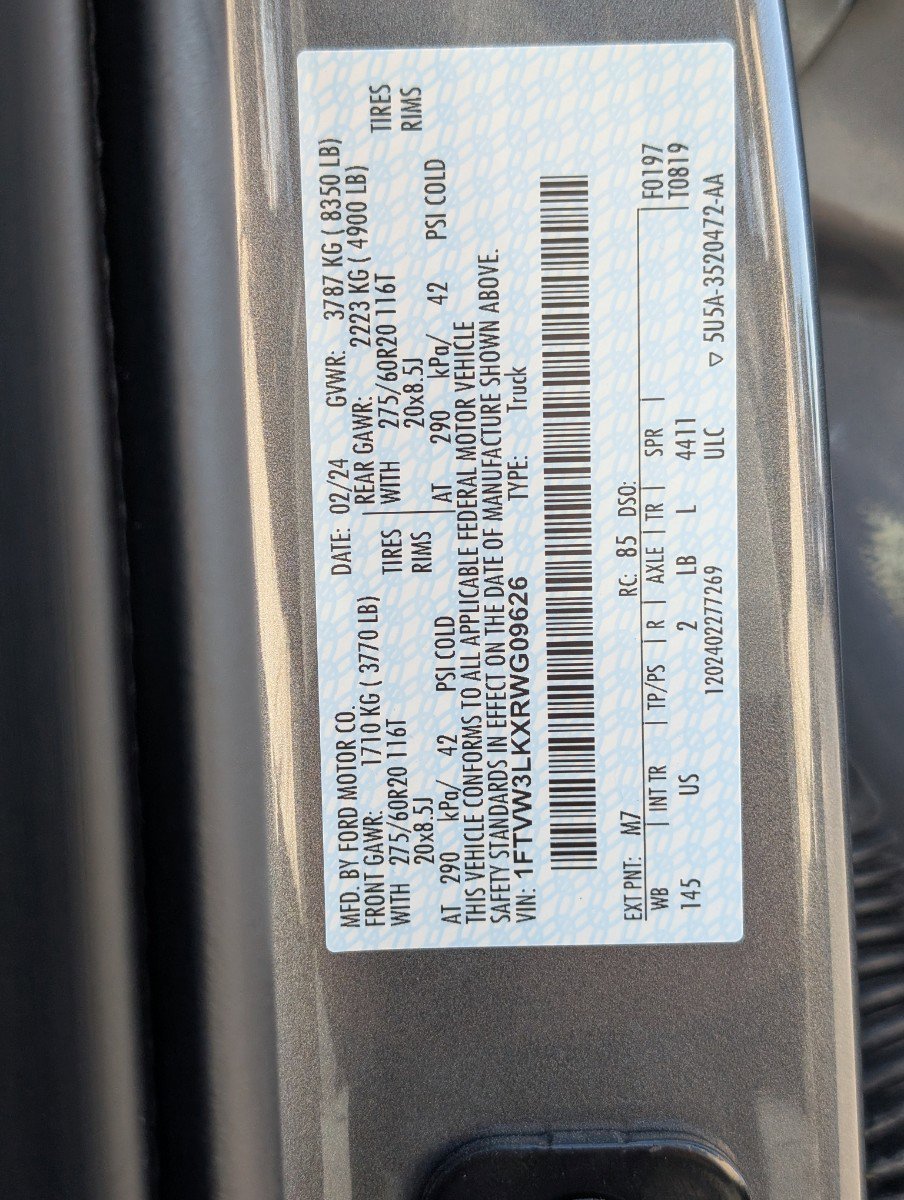 MFD. BY FORD MOTOR CO. DATE: 02/24 GVWR: 3787 KG ( 8350 LB)
FRONT GAWR: 1710 KG ( 3770 LB) REAR GAWR: 2223 KG ( 4900 LB)
WITH 275/60R20 116T TIRES WITH 275/60R20 116T TIRES
20x8.5J RIMS 20x8.5J RIMS
AT 290 kPa/ 42 PSI COLD AT 290 kPa/ 42 PSI COLD
THIS VEHICLE CONFORMS TO ALL APPLICABLE FEDERAL MOTOR VEHICLE
SAFETY STANDARDS IN EFFECT ON THE DATE OF MANUFACTURE SHOWN ABOVE.
VIN: 1FTVW3LKXRWG09626 TYPE: Truck
EXT PNT: M7 RC: 85 DSO: F0197
WB | INT TR | TP/PS | R | AXLE | TR | SPR | T0819
145 US 2 LB L 4411
120240227​7269 ULC ▽ 5U5A-3520472-AA